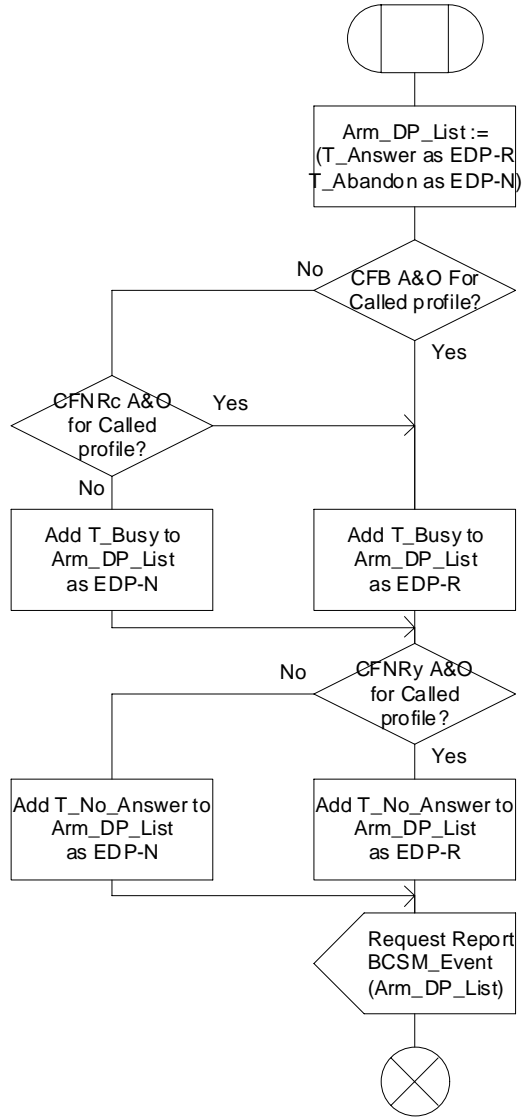 Arm_DP_List :=
(T_Answer as EDP-R
T_Abandon as EDP-N)
No
CFB A&O For
Called profile?
Yes
CFNRc A&O
for Called
profile?
Yes
No
Add T_Busy to
Arm_DP_List
as EDP-N
Add T_Busy to
Arm_DP_List
as EDP-R
No
CFNRy A&O
for Called
profile?
Yes
Add T_No_Answer to
Arm_DP_List
as EDP-N
Add T_No_Answer to
Arm_DP_List
as EDP-R
Request Report
BCSM_Event
(Arm_DP_List)